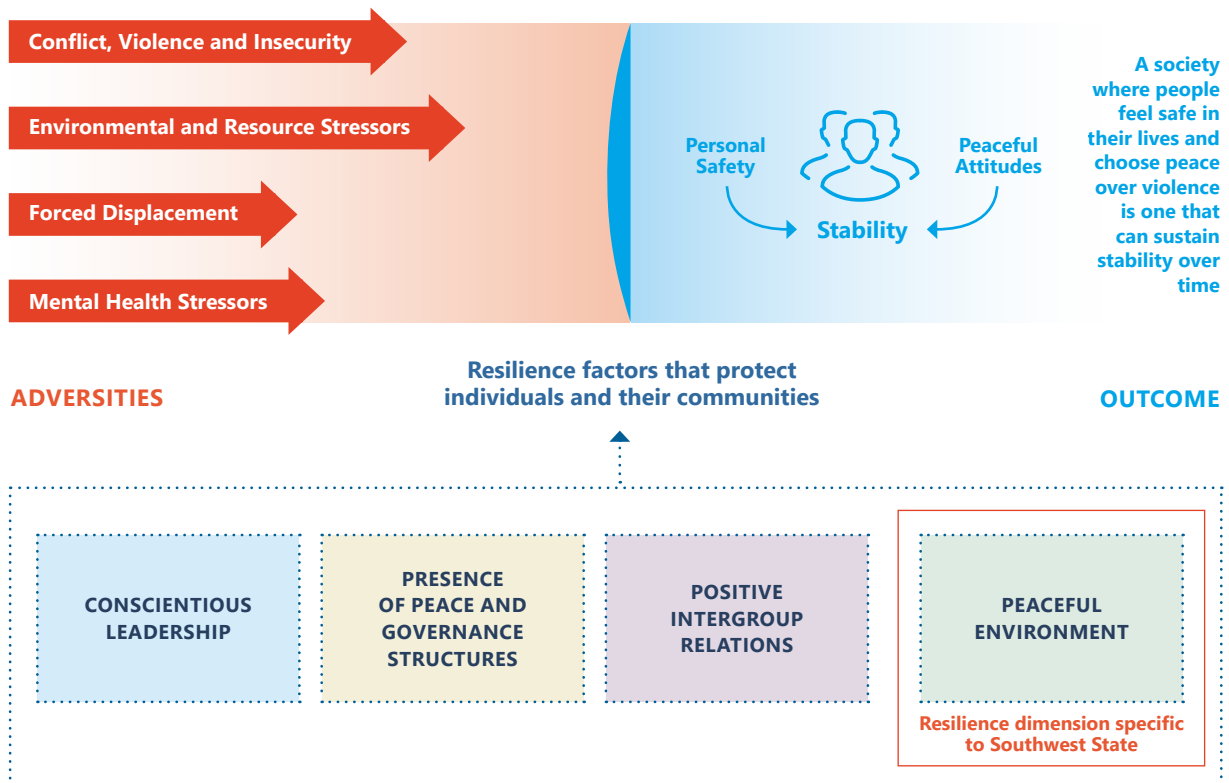 Conflict, Violence and Insecurity
Environmental and Resource Stressors
Forced Displacement
Mental Health Stressors
Personal
Safety
Peaceful
Attitudes
Stability
A society
where people
feel safe in
their lives and
choose peace
over violence
is one that
can sustain
stability over
time
ADVERSITIES
Resilience factors that protect
individuals and their communities
OUTCOME
CONSCIENTIOUS
LEADERSHIP
PRESENCE
OF PEACE AND
GOVERNANCE
STRUCTURES
POSITIVE
INTERGROUP
RELATIONS
PEACEFUL
ENVIRONMENT
Resilience dimension specific
to Southwest State